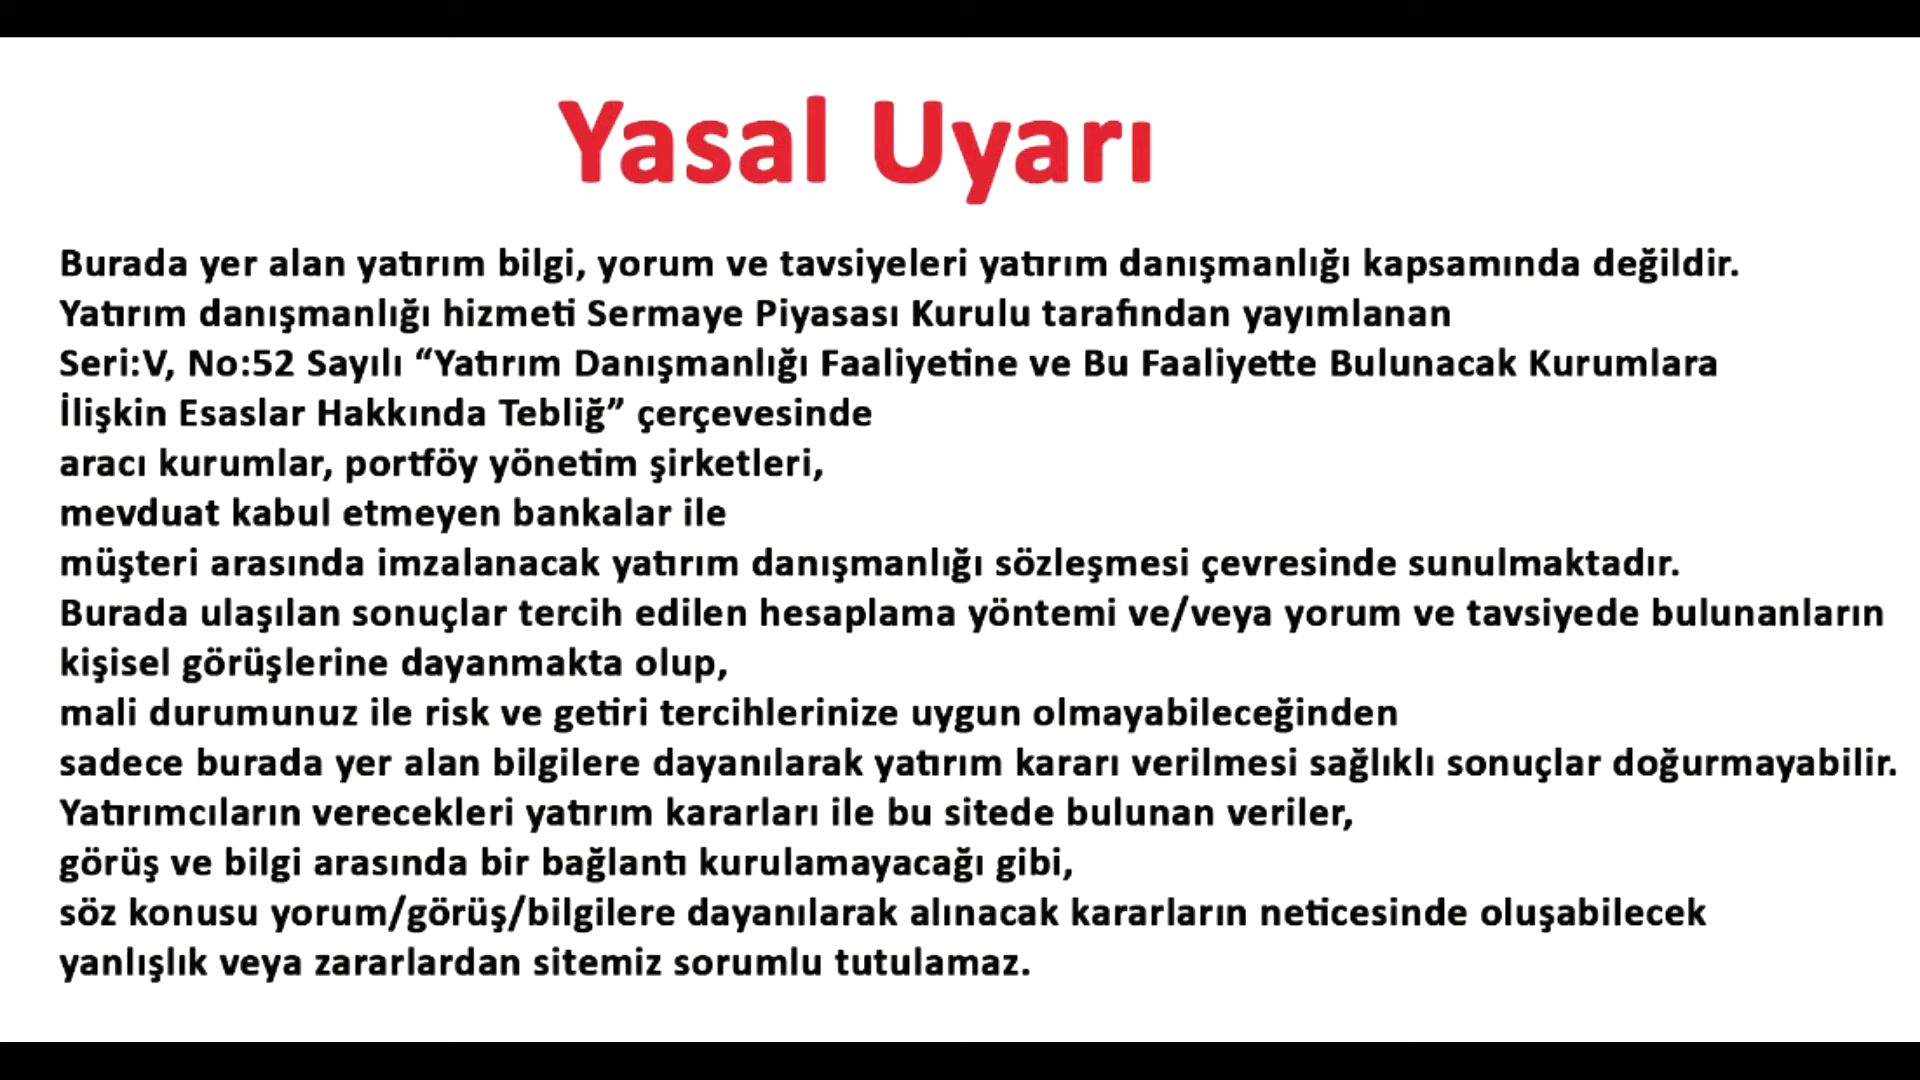 Yasal Uyarı
Burada yer alan yatırım bilgi, yorum ve tavsiyeleri yatırım danışmanlığı kapsamında değildir.
Yatırım danışmanlığı hizmeti Sermaye Piyasası Kurulu tarafından yayımlanan
Seri:V, No:52 Sayılı “Yatırım Danışmanlığı Faaliyetine ve Bu Faaliyette Bulunacak Kurumlara
İlişkin Esaslar Hakkında Tebliğ” çerçevesinde
aracı kurumlar, portföy yönetim şirketleri,
mevduat kabul etmeyen bankalar ile
müşteri arasında imzalanacak yatırım danışmanlığı sözleşmesi çevresinde sunulmaktadır.
Burada ulaşılan sonuçlar tercih edilen hesaplama yöntemi ve/veya yorum ve tavsiyede bulunanların
kişisel görüşlerine dayanmakta olup,
mali durumunuz ile risk ve getiri tercihlerinize uygun olmayabileceğinden
sadece burada yer alan bilgilere dayanılarak yatırım kararı verilmesi sağlıklı sonuçlar doğurmayabilir.
Yatırımcıların verecekleri yatırım kararları ile bu sitede bulunan veriler,
görüş ve bilgi arasında bir bağlantı kurulamayacağı gibi,
söz konusu yorum/görüş/bilgilere dayanılarak alınacak kararların neticesinde oluşabilecek
yanlışlık veya zararlardan sitemiz sorumlu tutulamaz.